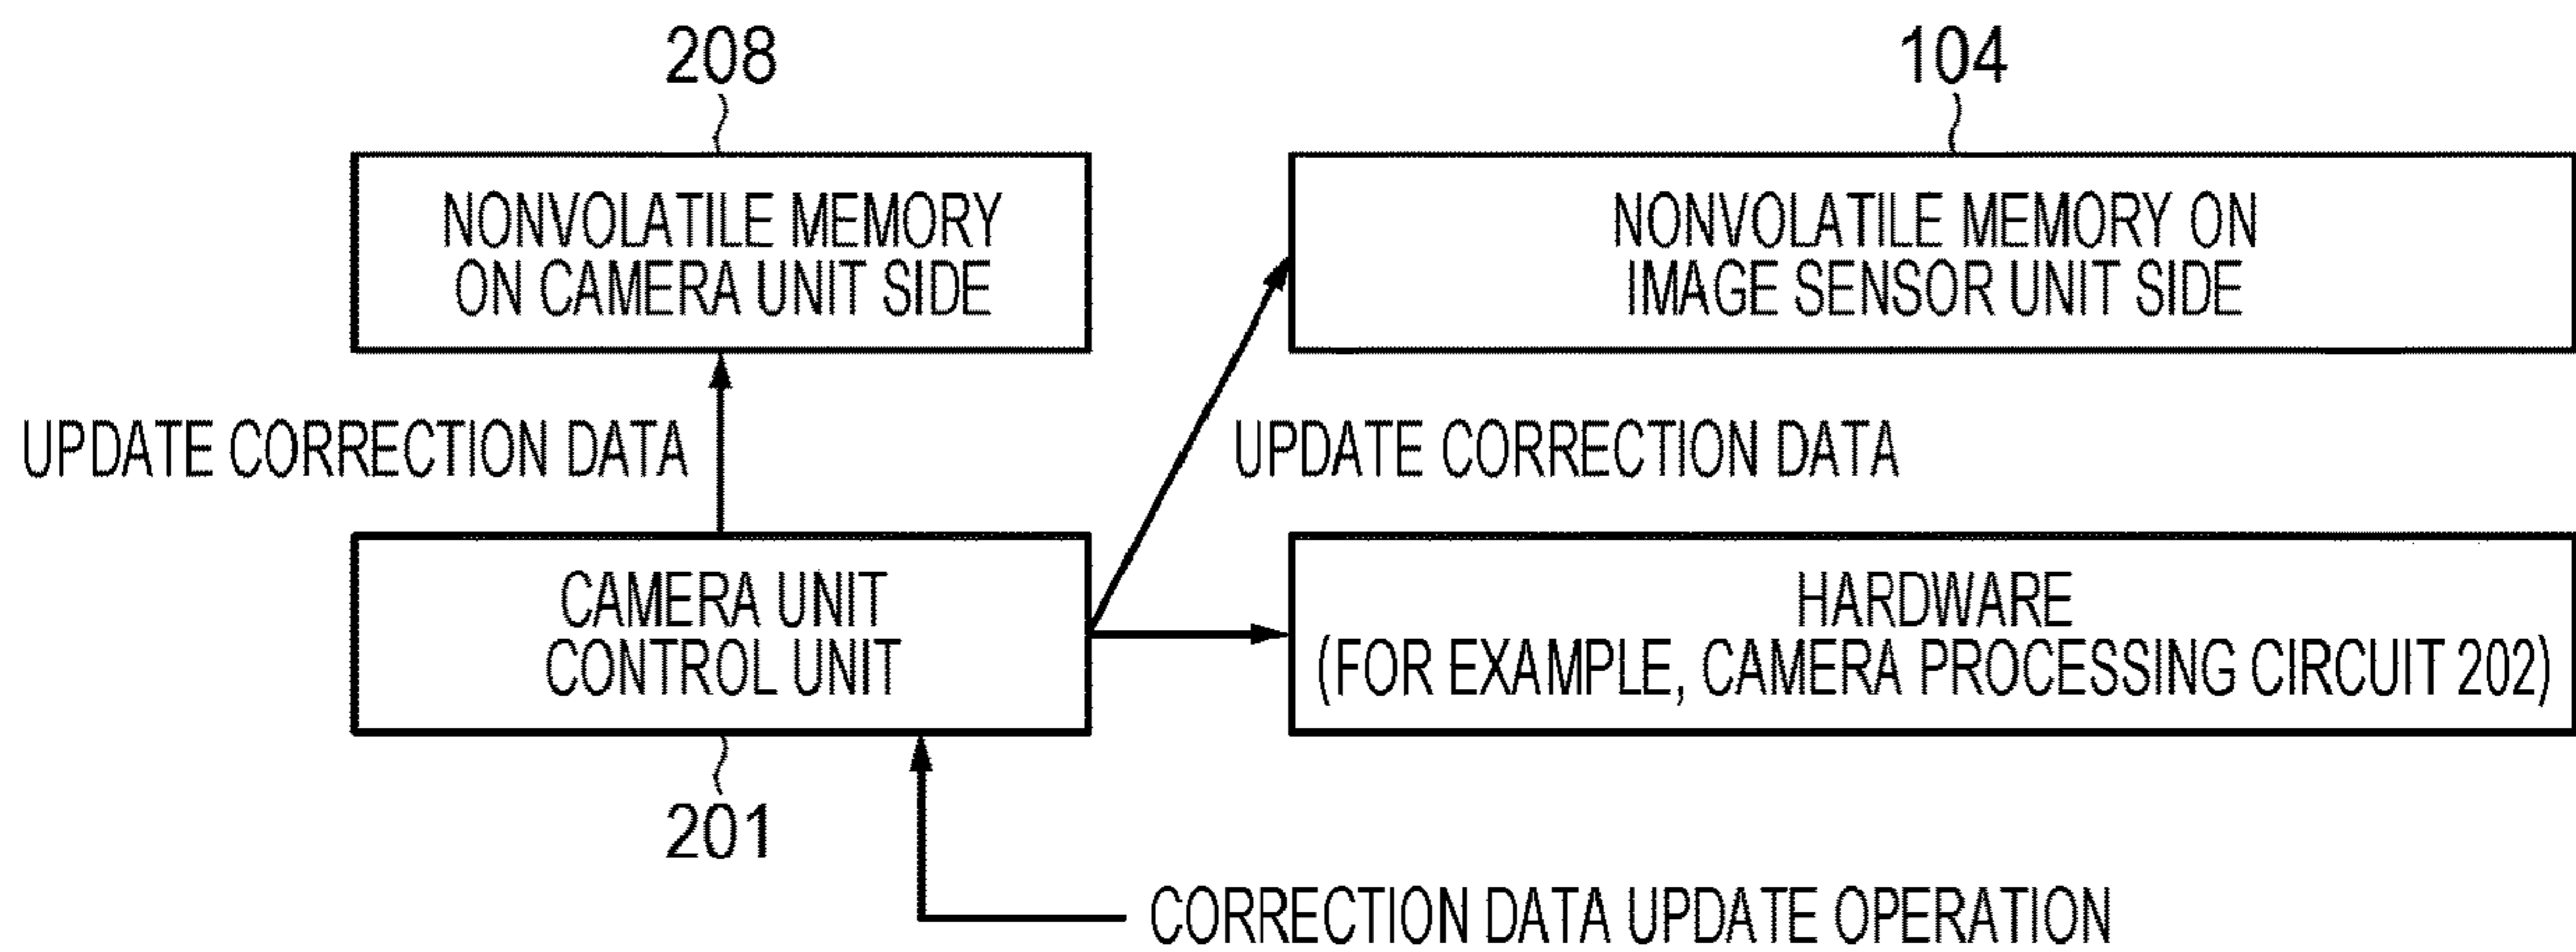 208
104
NONVOLATILE MEMORY
ON CAMERA UNIT SIDE
NONVOLATILE MEMORY ON
IMAGE SENSOR UNIT SIDE
UPDATE CORRECTION DATA
UPDATE CORRECTION DATA
CAMERA UNIT
CONTROL UNIT
HARDWARE
(FOR EXAMPLE, CAMERA PROCESSING CIRCUIT 202)
201
CORRECTION DATA UPDATE OPERATION